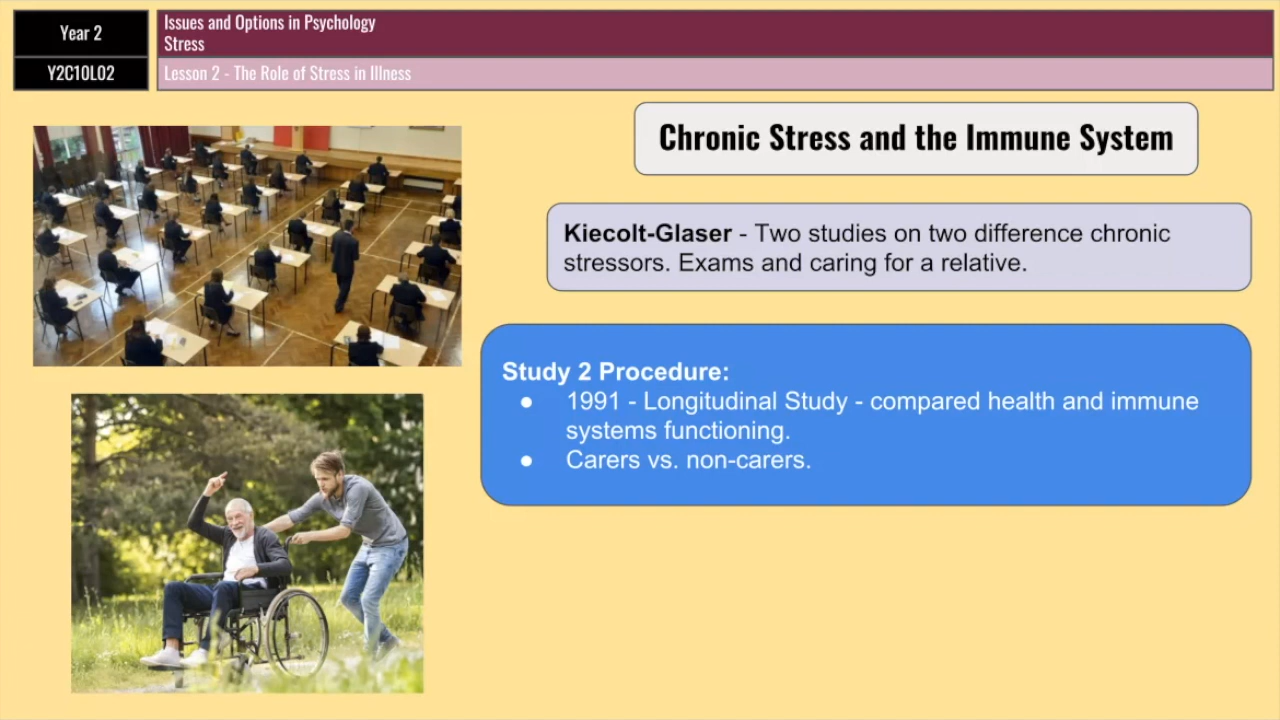 Year 2
Issues and Options in Psychology
Stress
Y2C10L02
Lesson 2 - The Role of Stress in Illness
Chronic Stress and the Immune System
Kiecolt-Glaser - Two studies on two difference chronic
stressors. Exams and caring for a relative.
Study 2 Procedure:
● 1991 - Longitudinal Study - compared health and immune
systems functioning.
● Carers vs. non-carers.